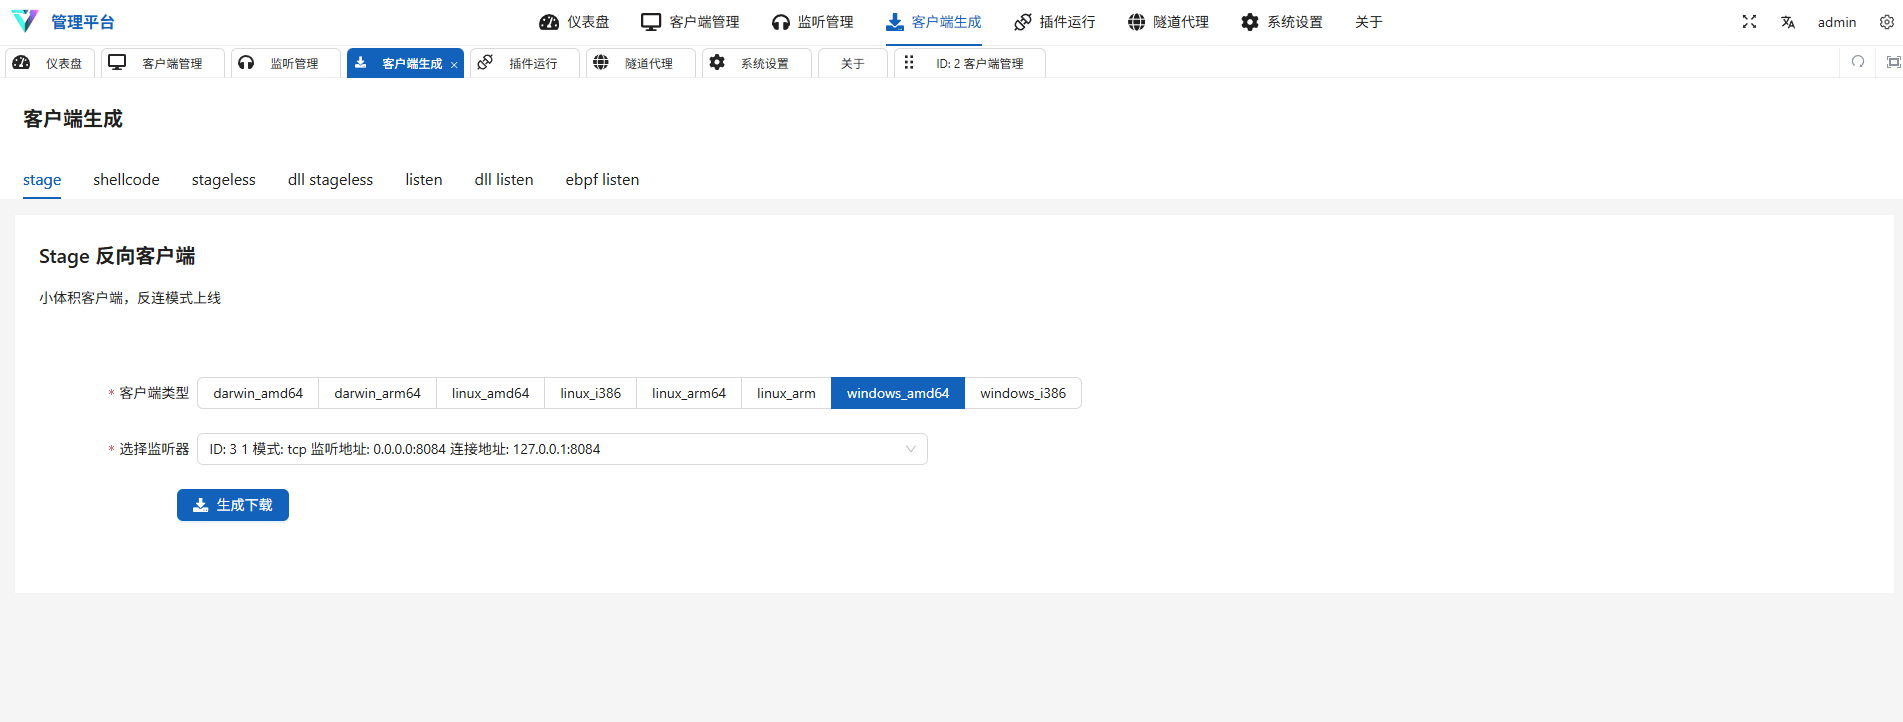 管理平台
仪表盘 客户端管理 监听管理 客户端生成 插件运行 隧道代理 系统设置 关于 admin
仪表盘 客户端管理 监听管理 客户端生成 × 插件运行 隧道代理 系统设置 关于 ID: 2 客户端管理
客户端生成
stage shellcode stageless dll stageless listen dll listen ebpf listen
Stage 反向客户端
小体积客户端，反连模式上线
* 客户端类型 darwin_amd64 darwin_arm64 linux_amd64 linux_i386 linux_arm64 linux_arm windows_amd64 windows_i386
* 选择监听器 ID: 3 1 模式: tcp 监听地址: 0.0.0.0:8084 连接地址: 127.0.0.1:8084
生成下载